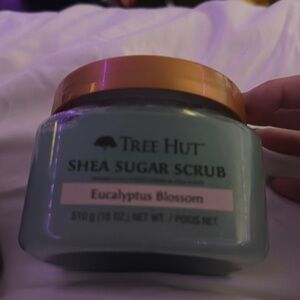 TREE HUT
SHEA SUGAR SCRUB
Eucalyptus Blossom
510 g (18 OZ.) NET WT. / POIDS NET